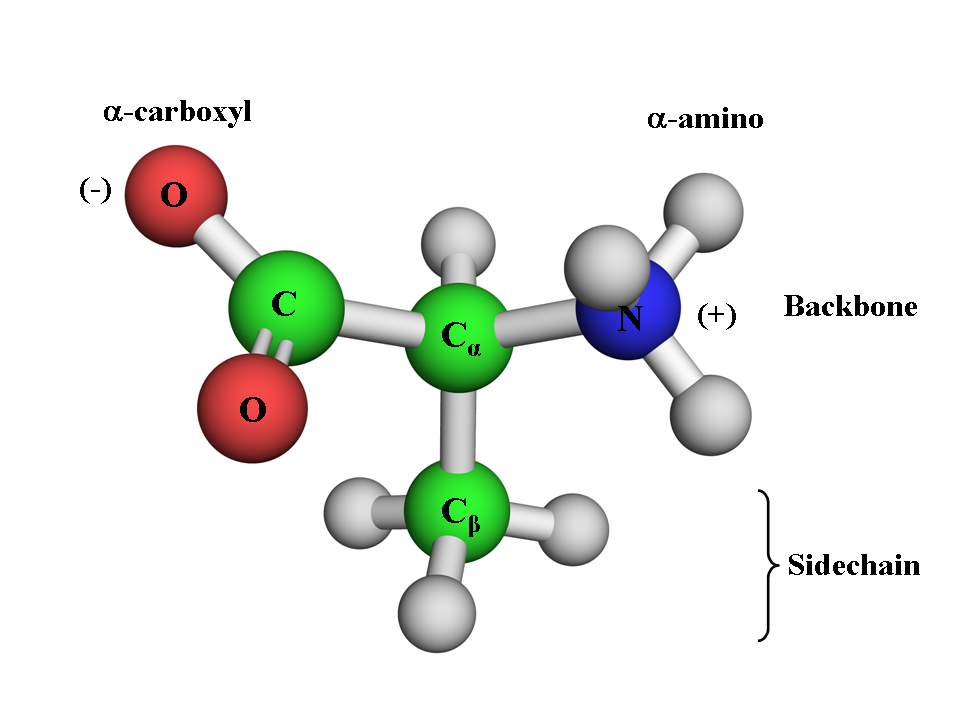 α-carboxyl
α-amino
(-)
O
C
Cα
N
(+)
Backbone
O
Cβ
Sidechain